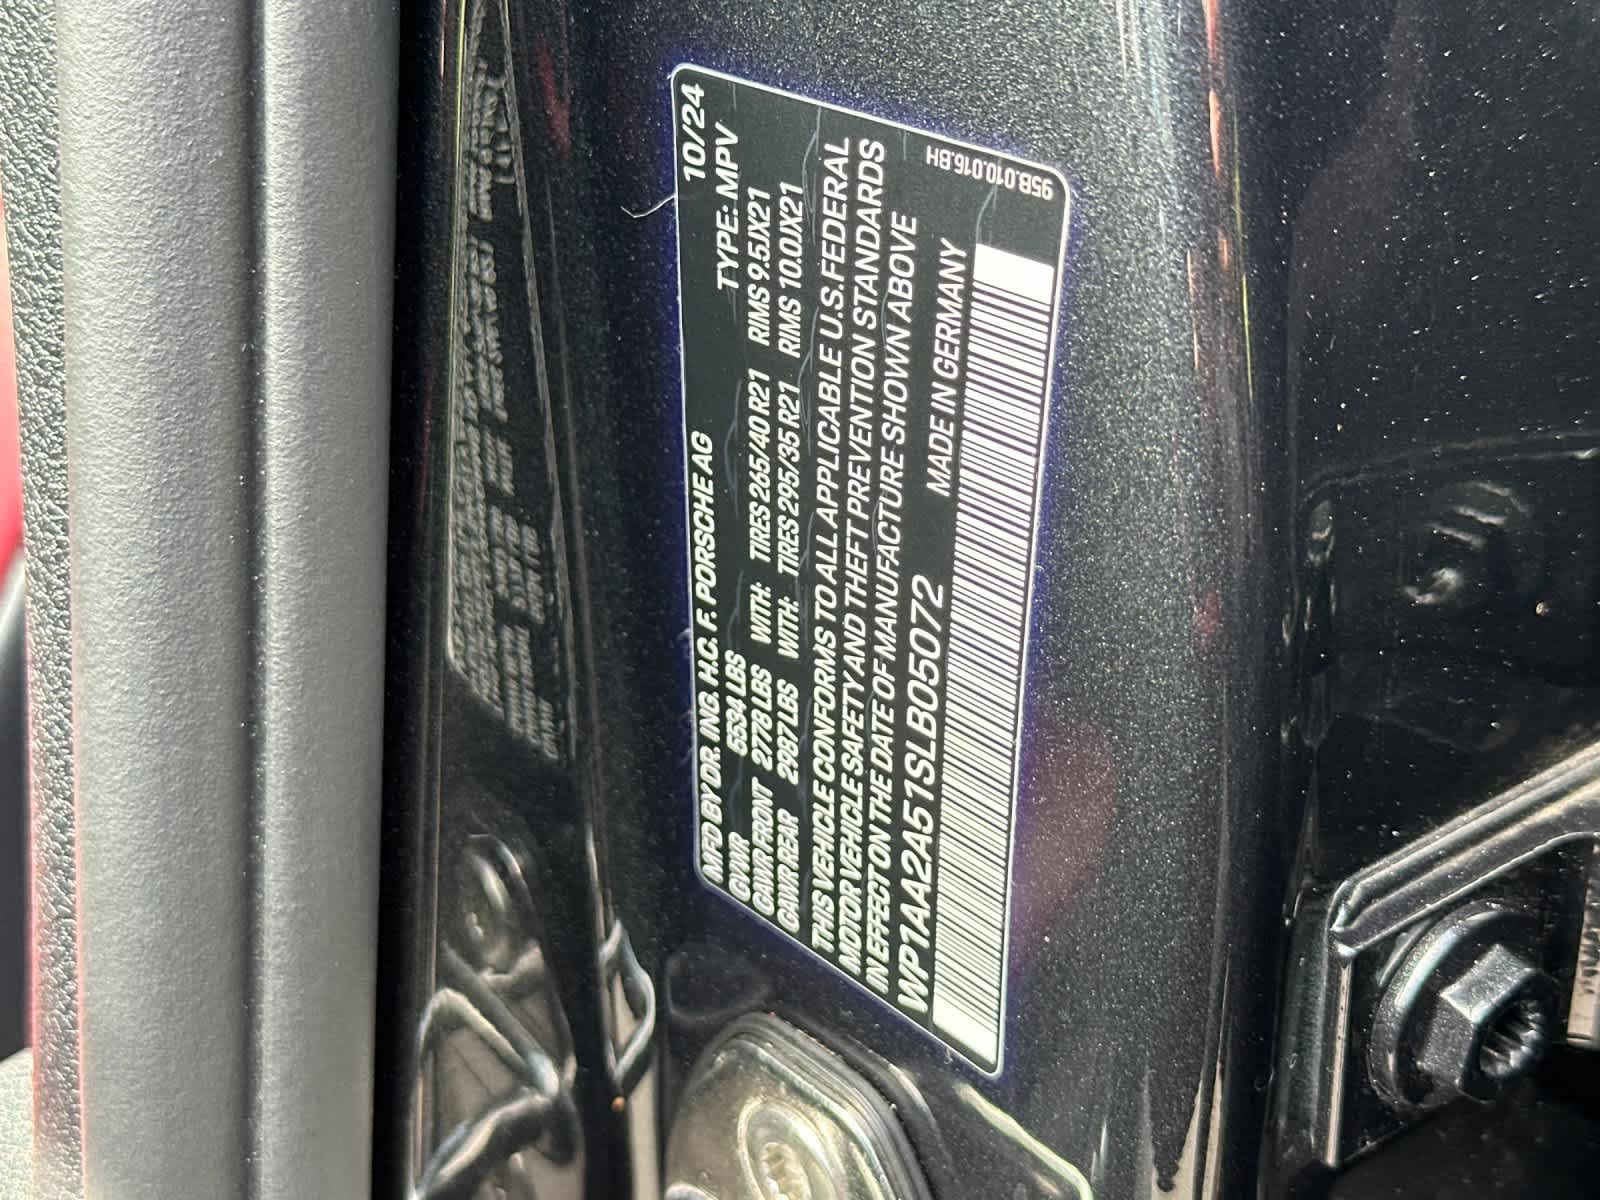 MFD BY DR. ING. H.C. F. PORSCHE AG 10/24
GVWR 5534 LBS TYPE: MPV
GAWR FRONT 2778 LBS WITH: TIRES 265/40 R21 RIMS 9.5JX21
GAWR REAR 2987 LBS WITH: TIRES 295/35 R21 RIMS 10.0JX21
THIS VEHICLE CONFORMS TO ALL APPLICABLE U.S.FEDERAL
MOTOR VEHICLE SAFETY AND THEFT PREVENTION STANDARDS
IN EFFECT ON THE DATE OF MANUFACTURE SHOWN ABOVE
WP1AA2A51SLB05072 MADE IN GERMANY
95B.010.016.BH